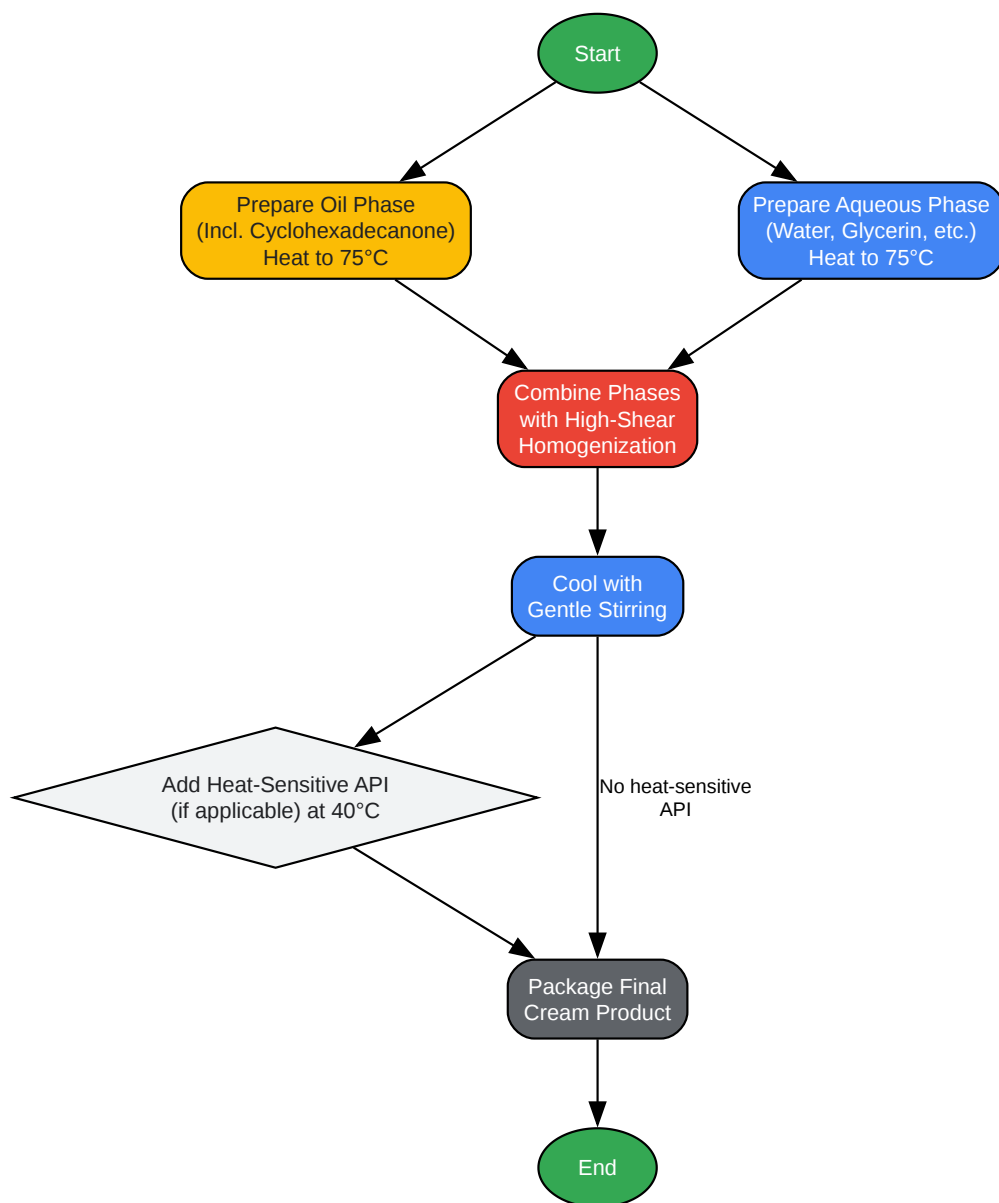 Start
Prepare Oil Phase
(Incl. Cyclohexadecanone)
Heat to 75°C
Prepare Aqueous Phase
(Water, Glycerin, etc.)
Heat to 75°C
Combine Phases
with High-Shear
Homogenization
Cool with
Gentle Stirring
Add Heat-Sensitive API
(if applicable) at 40°C
No heat-sensitive
API
Package Final
Cream Product
End